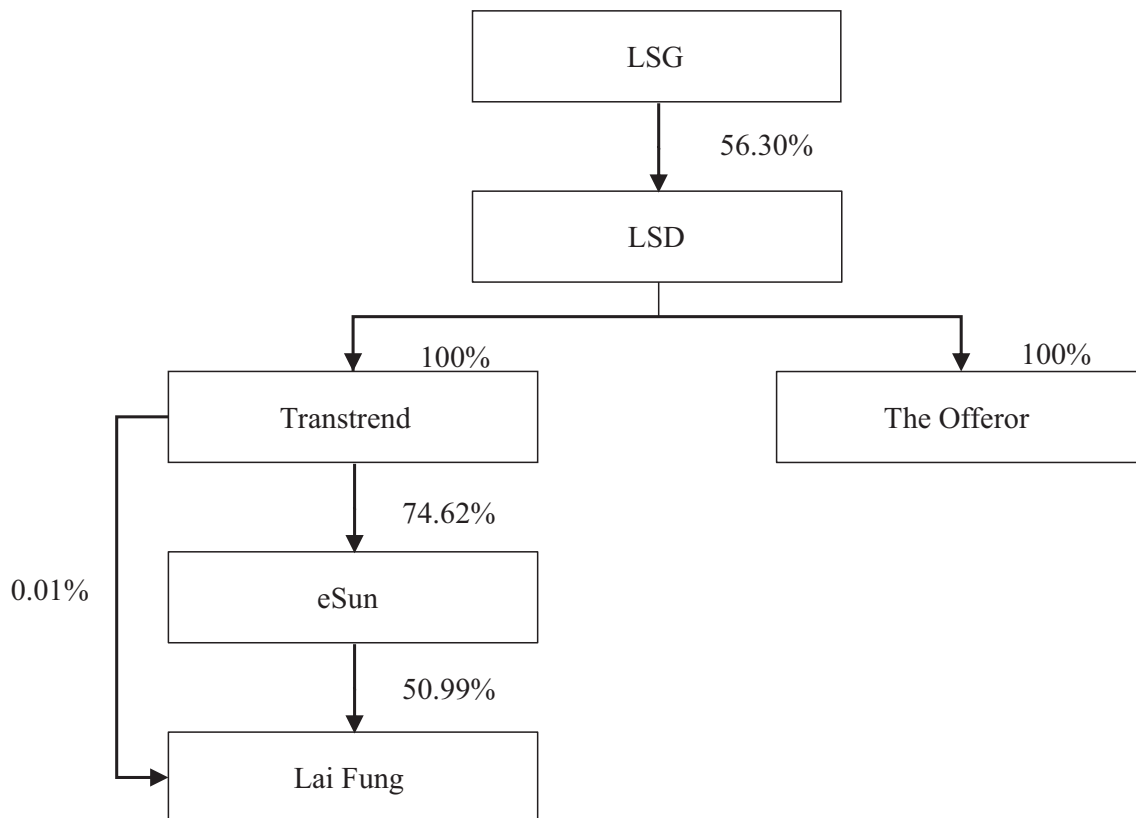 LSG
56.30%
LSD
100%
100%
Transtrend
The Offeror
74.62%
0.01%
eSun
50.99%
Lai Fung